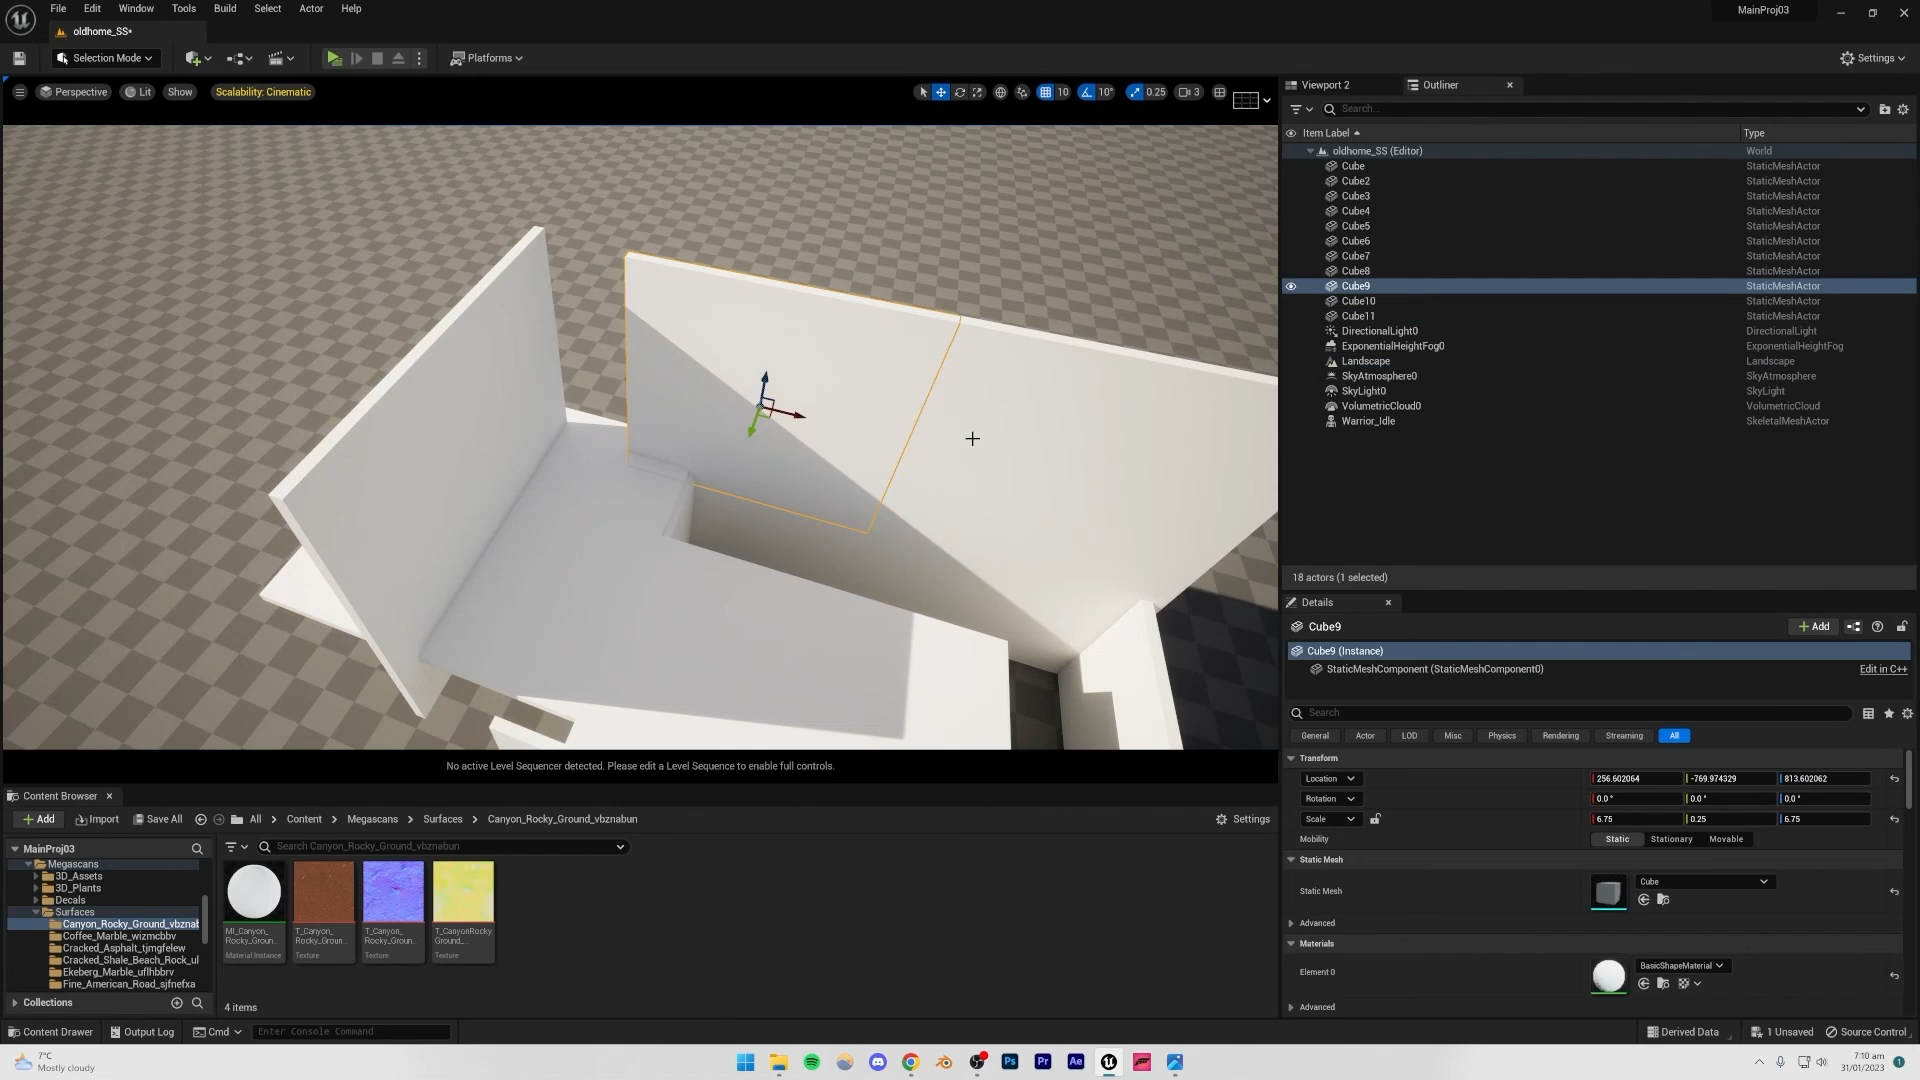 File Edit Window Tools Build Select Actor Help
MainProj03
oldhome_SS•
Selection Mode
Platforms
Settings
Perspective Lit Show Scalability: Cinematic
10 10° 0.25 3
Viewport 2 Outliner
Search...
Item Label Type
oldhome_SS (Editor) World
Cube StaticMeshActor
Cube2 StaticMeshActor
Cube3 StaticMeshActor
Cube4 StaticMeshActor
Cube5 StaticMeshActor
Cube6 StaticMeshActor
Cube7 StaticMeshActor
Cube8 StaticMeshActor
Cube9 StaticMeshActor
Cube10 StaticMeshActor
Cube11 StaticMeshActor
DirectionalLight0 DirectionalLight
ExponentialHeightFog0 ExponentialHeightFog
Landscape Landscape
SkyAtmosphere0 SkyAtmosphere
SkyLight0 SkyLight
VolumetricCloud0 VolumetricCloud
Warrior_Idle SkeletalMeshActor
18 actors (1 selected)
Details
Cube9
Add
Cube9 (Instance)
StaticMeshComponent (StaticMeshComponent0) Edit in C++
Search
General Actor LOD Misc Physics Rendering Streaming All
Transform
Location 256.602064 -769.974329 813.602062
Rotation 0.0 ° 0.0 ° 0.0 °
Scale 6.75 0.25 6.75
Mobility Static Stationary Movable
Static Mesh
Static Mesh Cube
Advanced
Materials
Element 0 BasicShapeMaterial
Advanced
No active Level Sequencer detected. Please edit a Level Sequence to enable full controls.
Content Browser
Add Import Save All All Content Megascans Surfaces Canyon_Rocky_Ground_vbznabun Settings
MainProj03
Megascans
3D_Assets
3D_Plants
Decals
Surfaces
Canyon_Rocky_Ground_vbznab
Coffee_Marble_wizmcbbv
Cracked_Asphalt_tjmgfelew
Cracked_Shale_Beach_Rock_ul
Ekeberg_Marble_uflhbbrv
Fine_American_Road_sjfnefxa
Collections
Search Canyon_Rocky_Ground_vbznabun
MI_Canyon_
Rocky_Groun...
Material Instance
T_Canyon_
Rocky_Groun...
Texture
T_Canyon_
Rocky_Groun...
Texture
T_CanyonRocky
Ground_...
Texture
4 items
Content Drawer Output Log Cmd Enter Console Command
Derived Data 1 Unsaved Source Control
7°C
Mostly cloudy
Ps Pr Ae
7:10 am
31/01/2023
1